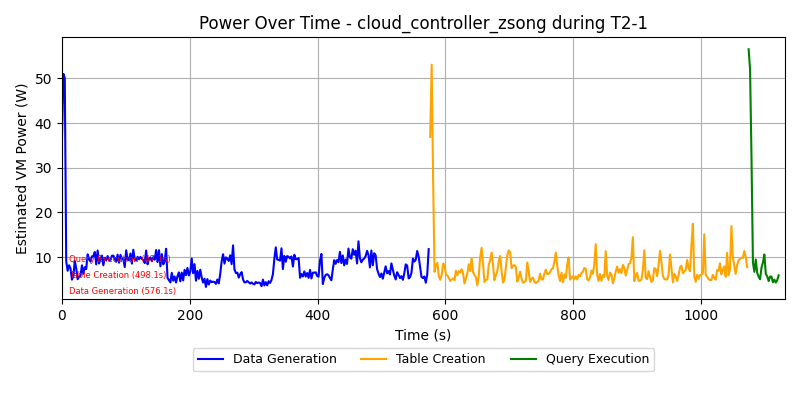 Power Over Time - cloud_controller_zsong during T2-1
Estimated VM Power (W)
50
40
30
20
10
Table Creation (498.1s)
Data Generation (576.1s)
0
200
400
600
800
1000
Time (s)
Data Generation
Table Creation
Query Execution